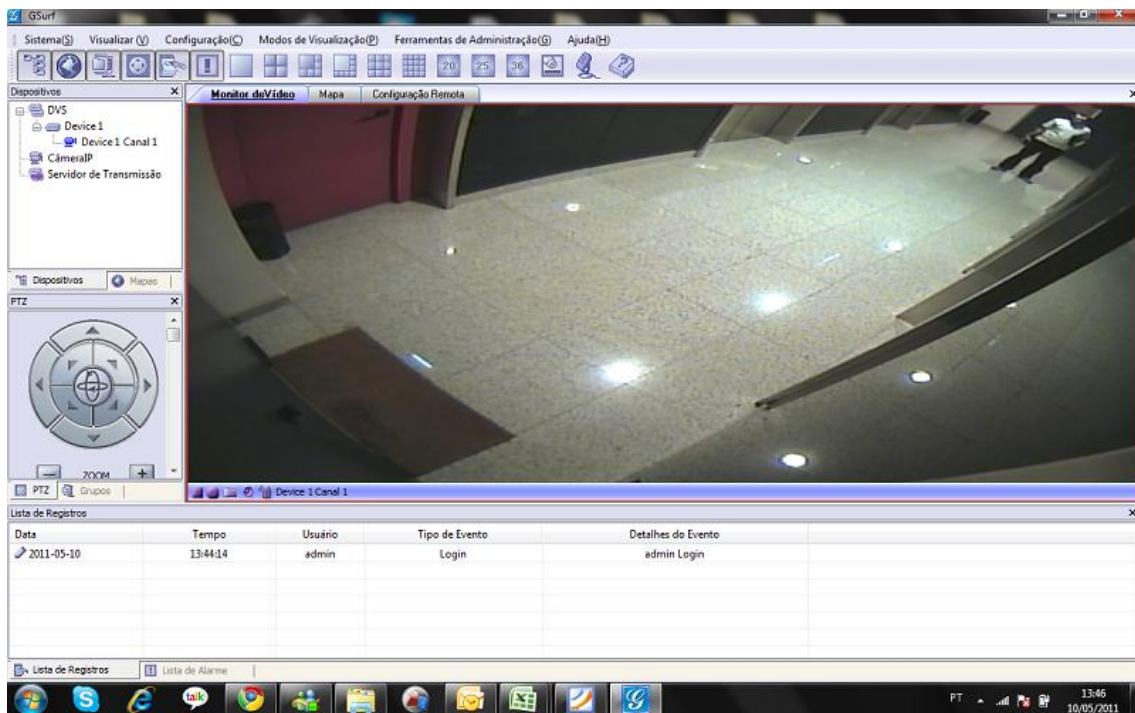 GSurf
Sistema(S) Visualizar (V) Configuração(C) Modos de Visualização(P) Ferramentas de Administração(G) Ajuda(H)
20 25 36
Dispositivos
Monitor deVídeo Mapa Configuração Remota
DVS
Device 1
Device 1 Canal 1
CâmeraIP
Servidor de Transmissão
Dispositivos Mapas
PTZ
ZOOM
PTZ Grupos
Device 1 Canal 1
Lista de Registros
Data Tempo Usuário Tipo de Evento Detalhes do Evento
2011-05-10 13:44:14 admin Login admin Login
Lista de Registros Lista de Alarme
talk
PT 13:46
10/05/2011